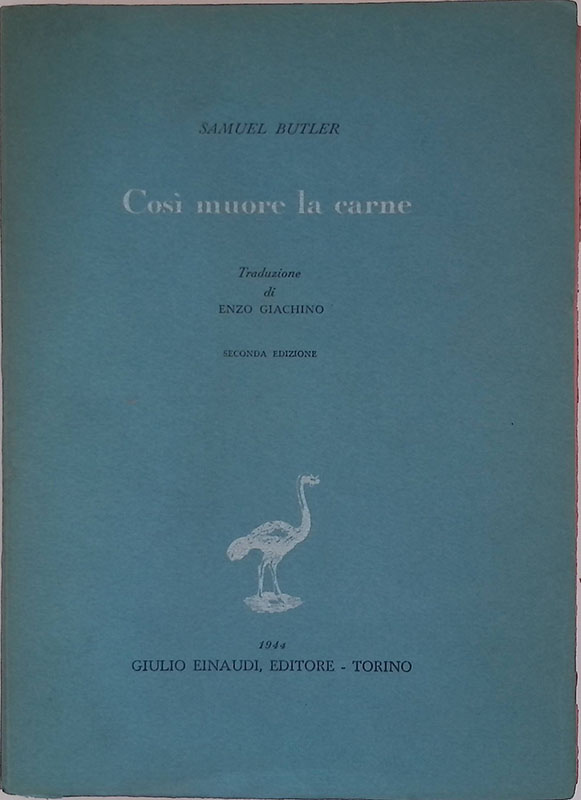 SAMUEL BUTLER
Così muore la carne
Traduzione
di
ENZO GIACHINO
SECONDA EDIZIONE
1944
GIULIO EINAUDI, EDITORE - TORINO